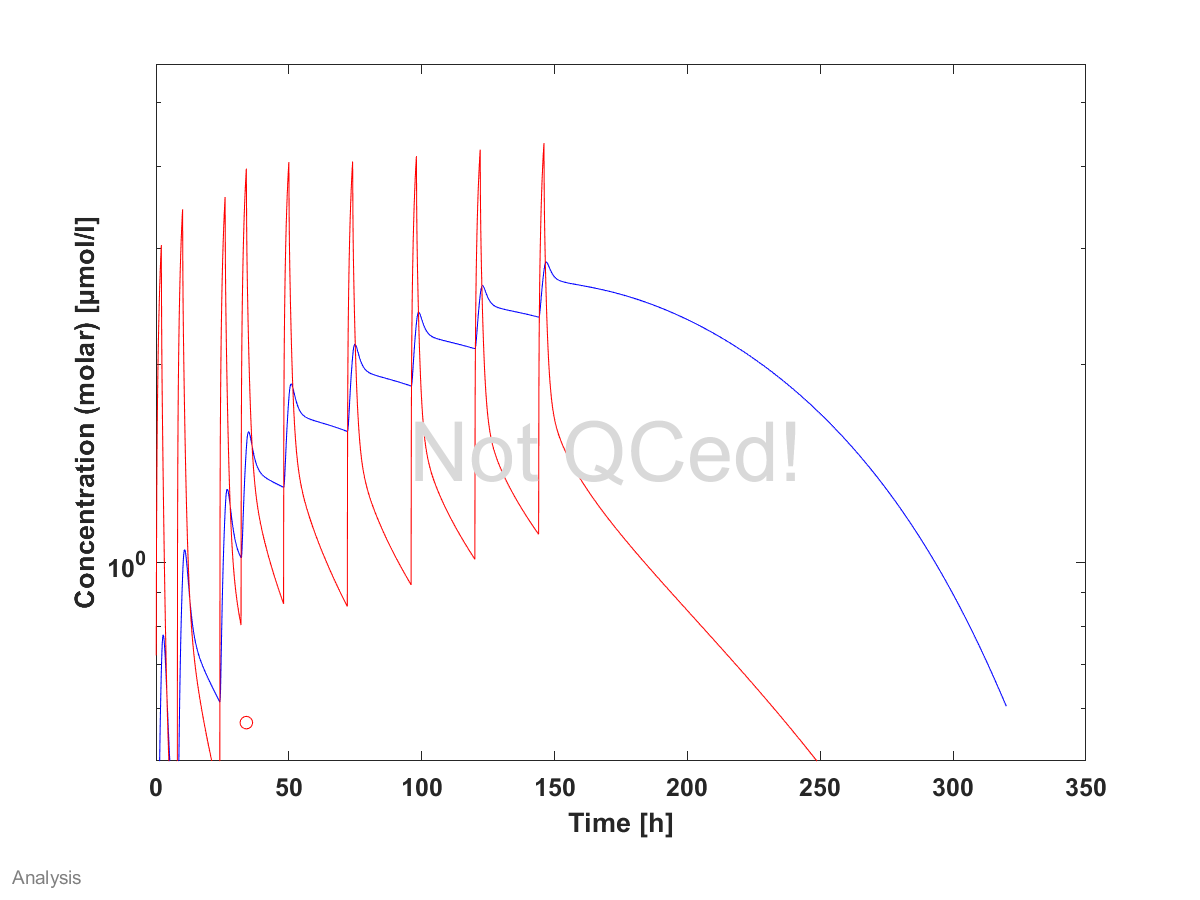 Concentration (molar) [µmol/l]
10⁰
Not QCed!
0 50 100 150 200 250 300 350
Time [h]
Analysis